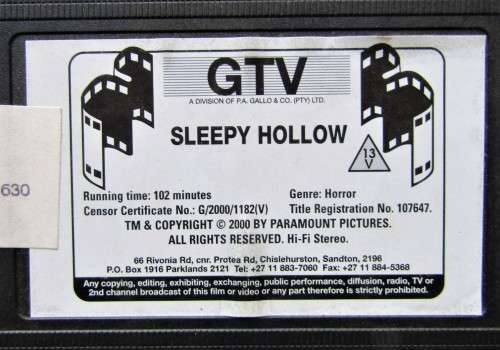 GTV
A DIVISION OF P.A. GALLO & CO. (PTY) LTD.
SLEEPY HOLLOW
13
V
630
Running time: 102 minutes
Genre: Horror
Censor Certificate No.: G/2000/1182(V)
Title Registration No. 107647.
TM & COPYRIGHT © 2000 BY PARAMOUNT PICTURES.
ALL RIGHTS RESERVED. Hi-Fi Stereo.
66 Rivonia Rd, cnr. Protea Rd, Chislehurston, Sandton, 2196
P.O. Box 1916 Parklands 2121 Tel: +27 11 883-7060 Fax: +27 11 884-5368
Any copying, editing, exhibiting, exchanging, public performance, diffusion, radio, TV or
2nd channel broadcast of this film or video or any part therefore is strictly prohibited.